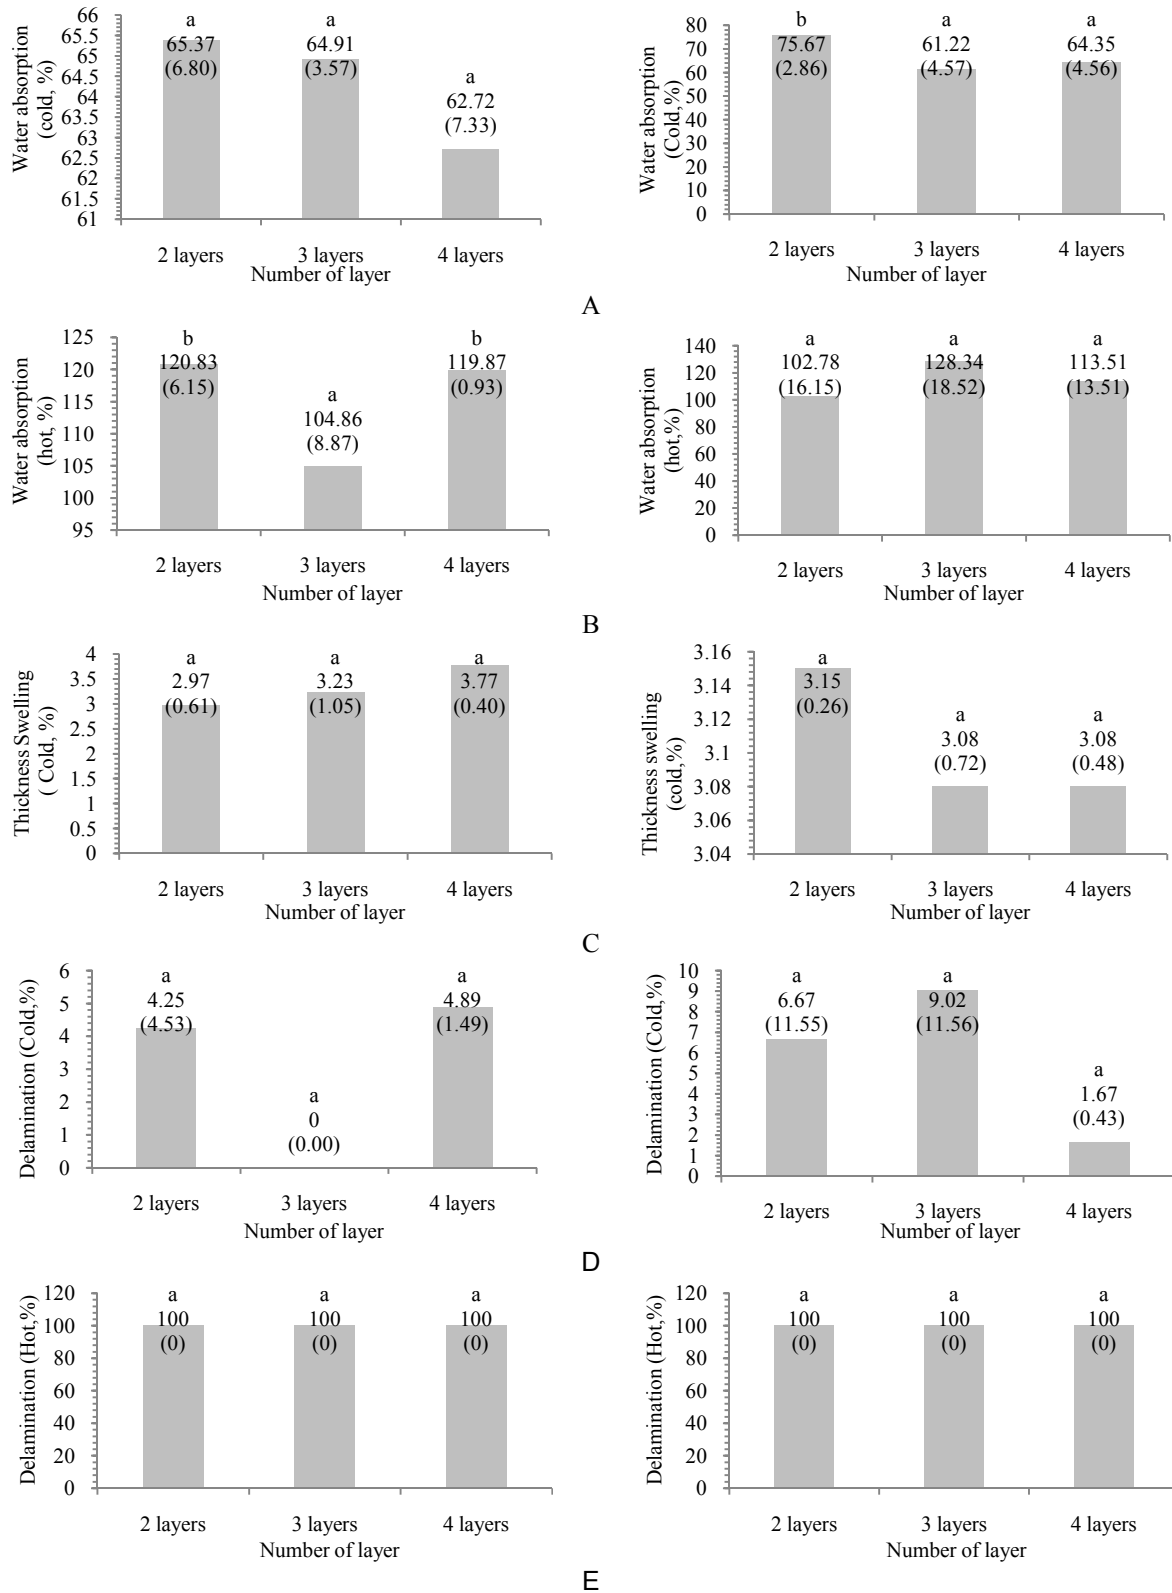 Water absorption
(cold, %)
66
65.5
65
64.5
64
63.5
63
62.5
62
61.5
61
a
65.37
(6.80)
a
64.91
(3.57)
a
62.72
(7.33)
2 layers
3 layers
4 layers
Number of layer
Water absorption
(Cold,%)
80
70
60
50
40
30
20
10
0
b
75.67
(2.86)
a
61.22
(4.57)
a
64.35
(4.56)
2 layers
3 layers
4 layers
Number of layer
A
Water absorption
(hot, %)
125
120
115
110
105
100
95
b
120.83
(6.15)
a
104.86
(8.87)
b
119.87
(0.93)
2 layers
3 layers
4 layers
Number of layer
Water absorption
(hot,%)
140
120
100
80
60
40
20
0
a
102.78
(16.15)
a
128.34
(18.52)
a
113.51
(13.51)
2 layers
3 layers
4 layers
Number of layer
B
Thickness Swelling
( Cold, %)
4
3.5
3
2.5
2
1.5
1
0.5
0
a
2.97
(0.61)
a
3.23
(1.05)
a
3.77
(0.40)
2 layers
3 layers
4 layers
Number of layer
Thickness swelling
(cold,%)
3.16
3.14
3.12
3.1
3.08
3.06
3.04
a
3.15
(0.26)
a
3.08
(0.72)
a
3.08
(0.48)
2 layers
3 layers
4 layers
Number of layer
C
Delamination (Cold,%)
6
5
4
3
2
1
0
a
4.25
(4.53)
a
0
(0.00)
a
4.89
(1.49)
2 layers
3 layers
4 layers
Number of layer
Delamination (Cold,%)
10
9
8
7
6
5
4
3
2
1
0
a
6.67
(11.55)
a
9.02
(11.56)
a
1.67
(0.43)
2 layers
3 layers
4 layers
Number of layer
D
Delamination (Hot,%)
120
100
80
60
40
20
0
a
100
(0)
a
100
(0)
a
100
(0)
2 layers
3 layers
4 layers
Number of layer
Delamination (Hot,%)
120
100
80
60
40
20
0
a
100
(0)
a
100
(0)
a
100
(0)
2 layers
3 layers
4 layers
Number of layer
E